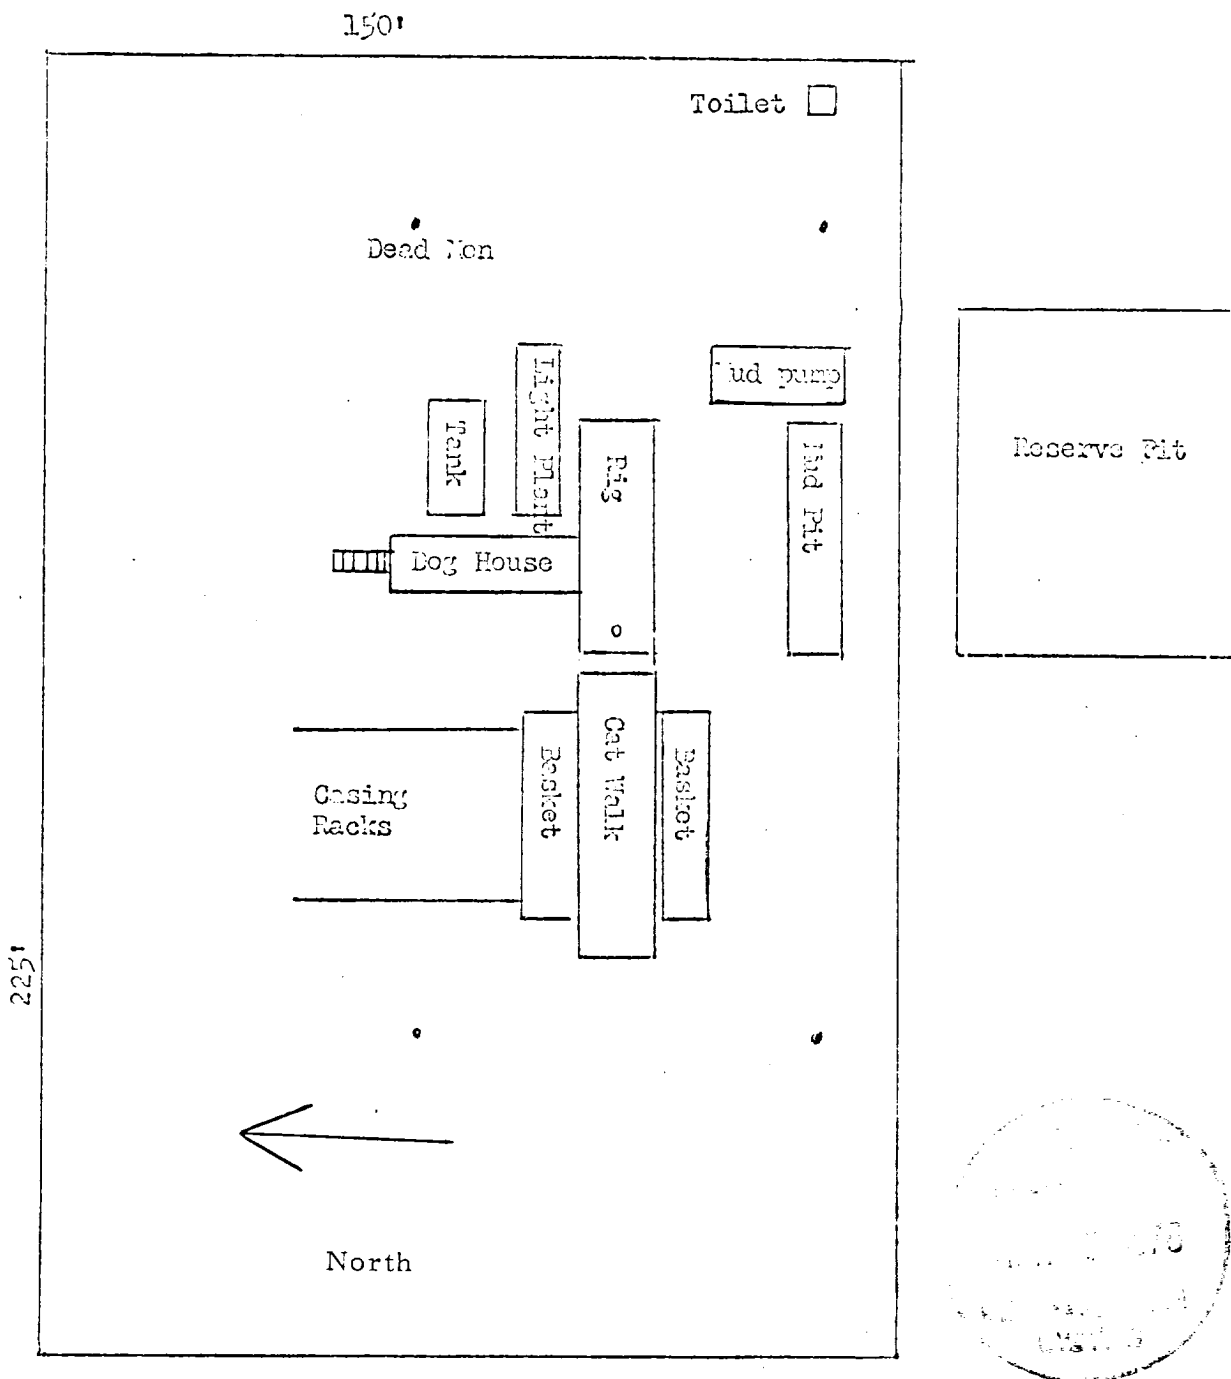 150'
Toilet
Dead Men
Light Plant
Mud pump
Tank
Rig
Mud Pit
Reserve Pit
Dog House
Casing
Racks
Basket
Cat Walk
Basket
225'
North